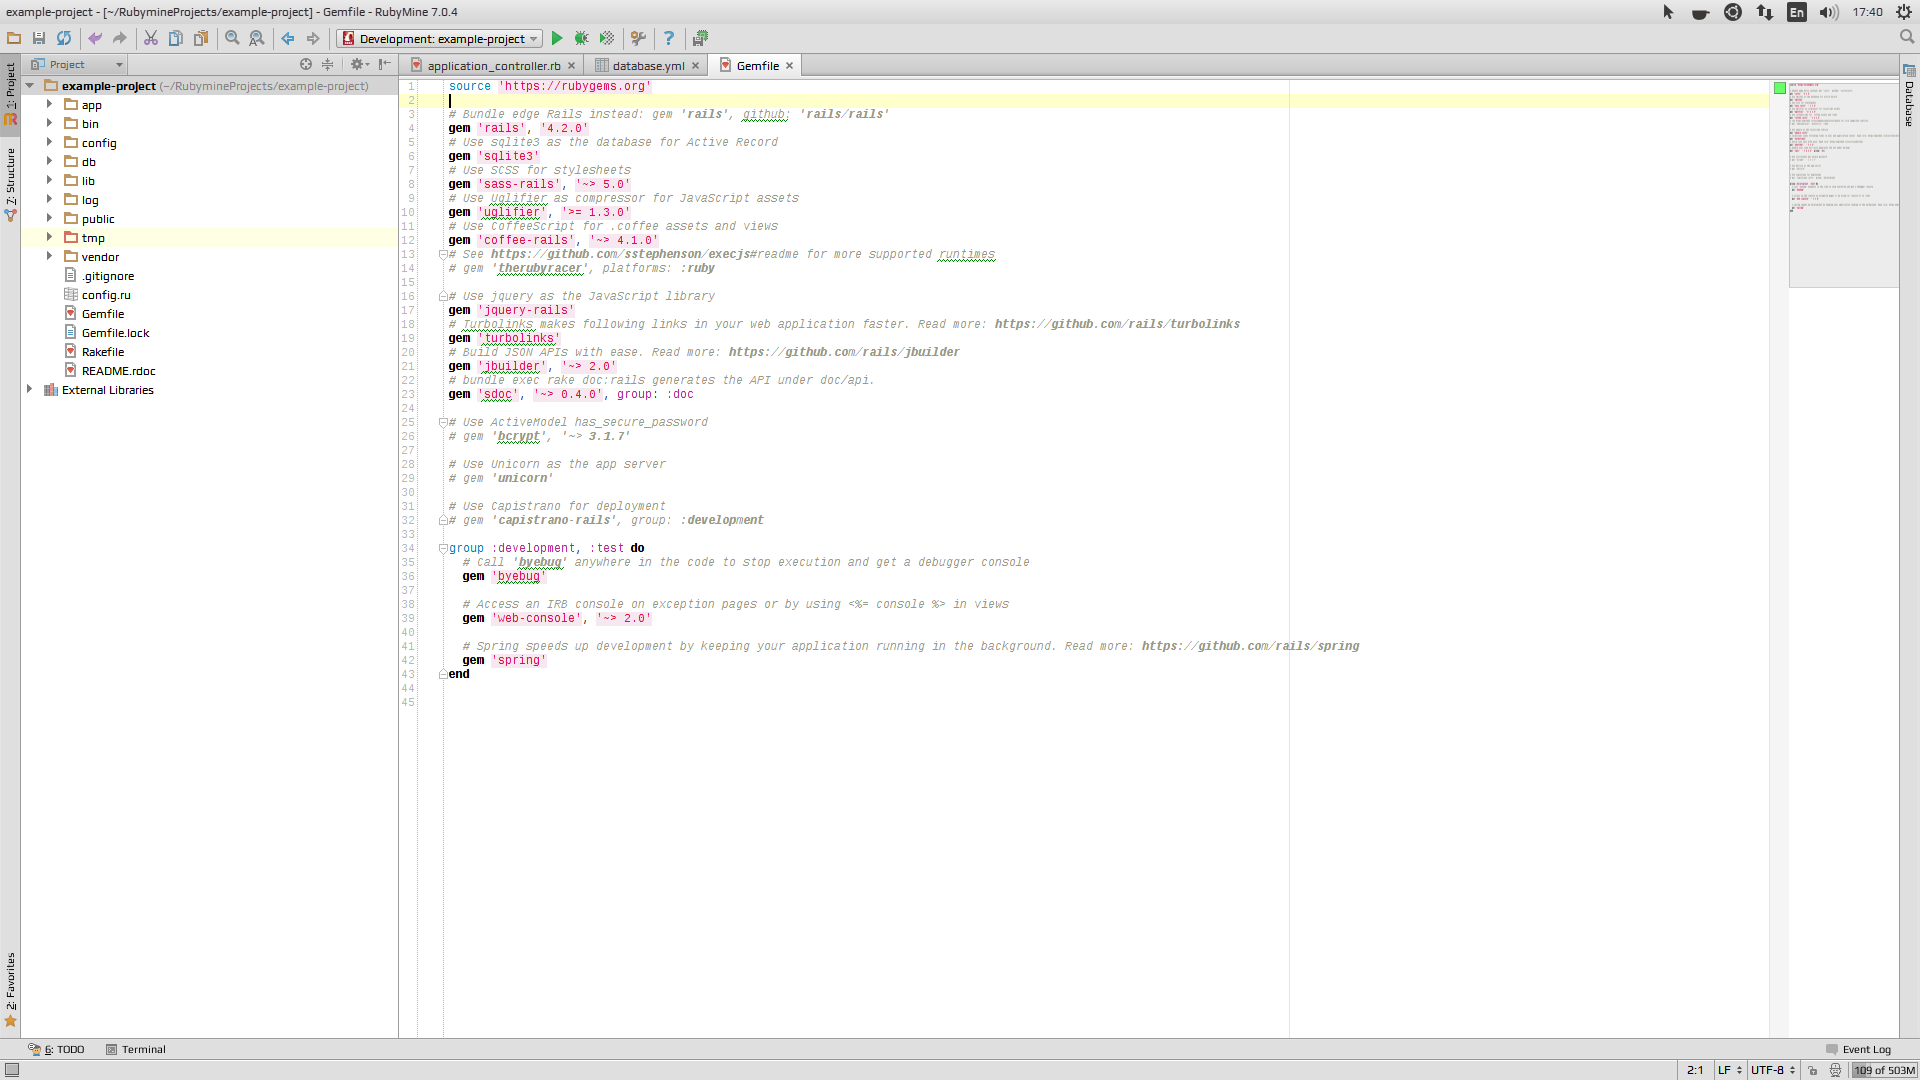 example-project - [~/RubymineProjects/example-project] - Gemfile - RubyMine 7.0.4
En
17:40
Development: example-project
Project
application_controller.rb
database.yml
Gemfile
1: Project
7: Structure
2: Favorites
Database
example-project (~/RubymineProjects/example-project)
app
bin
config
db
lib
log
public
tmp
vendor
.gitignore
config.ru
Gemfile
Gemfile.lock
Rakefile
README.rdoc
External Libraries
1 source 'https://rubygems.org'
2
3 # Bundle edge Rails instead: gem 'rails', github: 'rails/rails'
4 gem 'rails', '4.2.0'
5 # Use sqlite3 as the database for Active Record
6 gem 'sqlite3'
7 # Use SCSS for stylesheets
8 gem 'sass-rails', '~> 5.0'
9 # Use Uglifier as compressor for JavaScript assets
10 gem 'uglifier', '>= 1.3.0'
11 # Use CoffeeScript for .coffee assets and views
12 gem 'coffee-rails', '~> 4.1.0'
13 # See https://github.com/sstephenson/execjs#readme for more supported runtimes
14 # gem 'therubyracer', platforms: :ruby
15
16 # Use jquery as the JavaScript library
17 gem 'jquery-rails'
18 # Turbolinks makes following links in your web application faster. Read more: https://github.com/rails/turbolinks
19 gem 'turbolinks'
20 # Build JSON APIs with ease. Read more: https://github.com/rails/jbuilder
21 gem 'jbuilder', '~> 2.0'
22 # bundle exec rake doc:rails generates the API under doc/api.
23 gem 'sdoc', '~> 0.4.0', group: :doc
24
25 # Use ActiveModel has_secure_password
26 # gem 'bcrypt', '~> 3.1.7'
27
28 # Use Unicorn as the app server
29 # gem 'unicorn'
30
31 # Use Capistrano for deployment
32 # gem 'capistrano-rails', group: :development
33
34 group :development, :test do
35   # Call 'byebug' anywhere in the code to stop execution and get a debugger console
36   gem 'byebug'
37
38   # Access an IRB console on exception pages or by using <%= console %> in views
39   gem 'web-console', '~> 2.0'
40
41   # Spring speeds up development by keeping your application running in the background. Read more: https://github.com/rails/spring
42   gem 'spring'
43 end
44
45
6: TODO
Terminal
Event Log
2:1
LF
UTF-8
109 of 503M